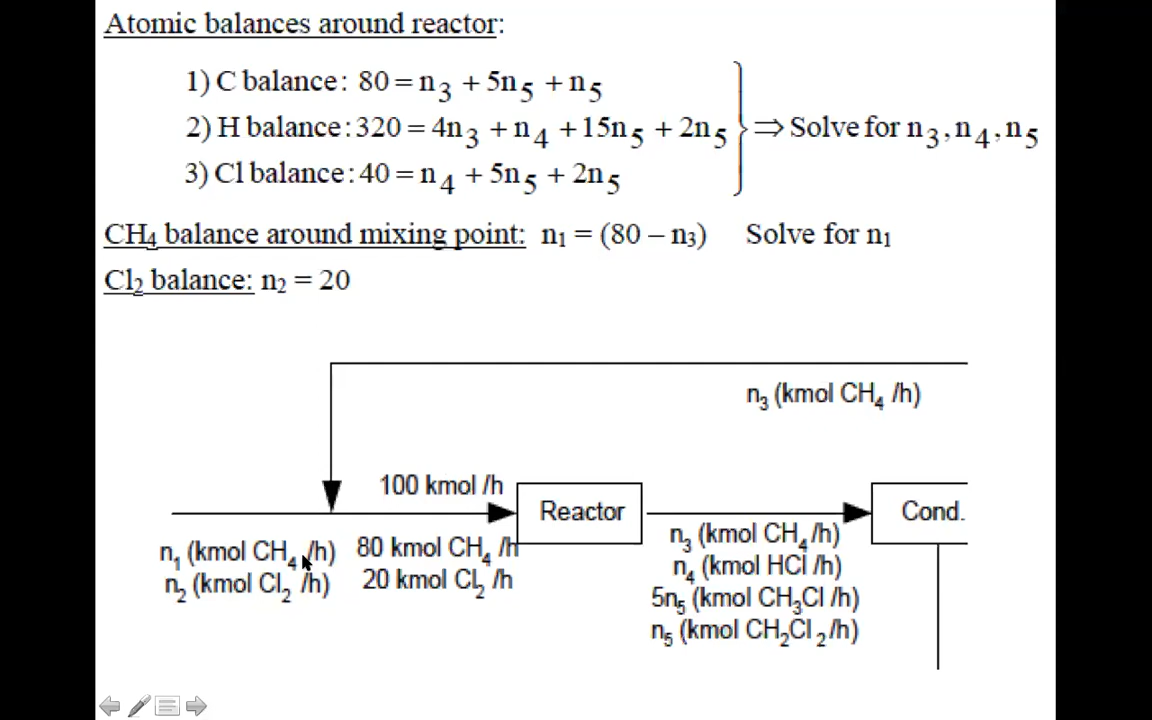 Atomic balances around reactor:
1) C balance: 80 = n₃ + 5n₅ + n₅
2) H balance: 320 = 4n₃ + n₄ + 15n₅ + 2n₅ ⇒ Solve for n₃, n₄, n₅
3) Cl balance: 40 = n₄ + 5n₅ + 2n₅
CH₄ balance around mixing point: n₁ = (80 – n₃) Solve for n₁
Cl₂ balance: n₂ = 20
n₃ (kmol CH₄ /h)
100 kmol /h
Reactor
Cond.
n₁ (kmol CH₄ /h)
n₂ (kmol Cl₂ /h)
80 kmol CH₄ /h
20 kmol Cl₂ /h
n₃ (kmol CH₄ /h)
n₄ (kmol HCl /h)
5n₅ (kmol CH₃Cl /h)
n₅ (kmol CH₂Cl₂ /h)